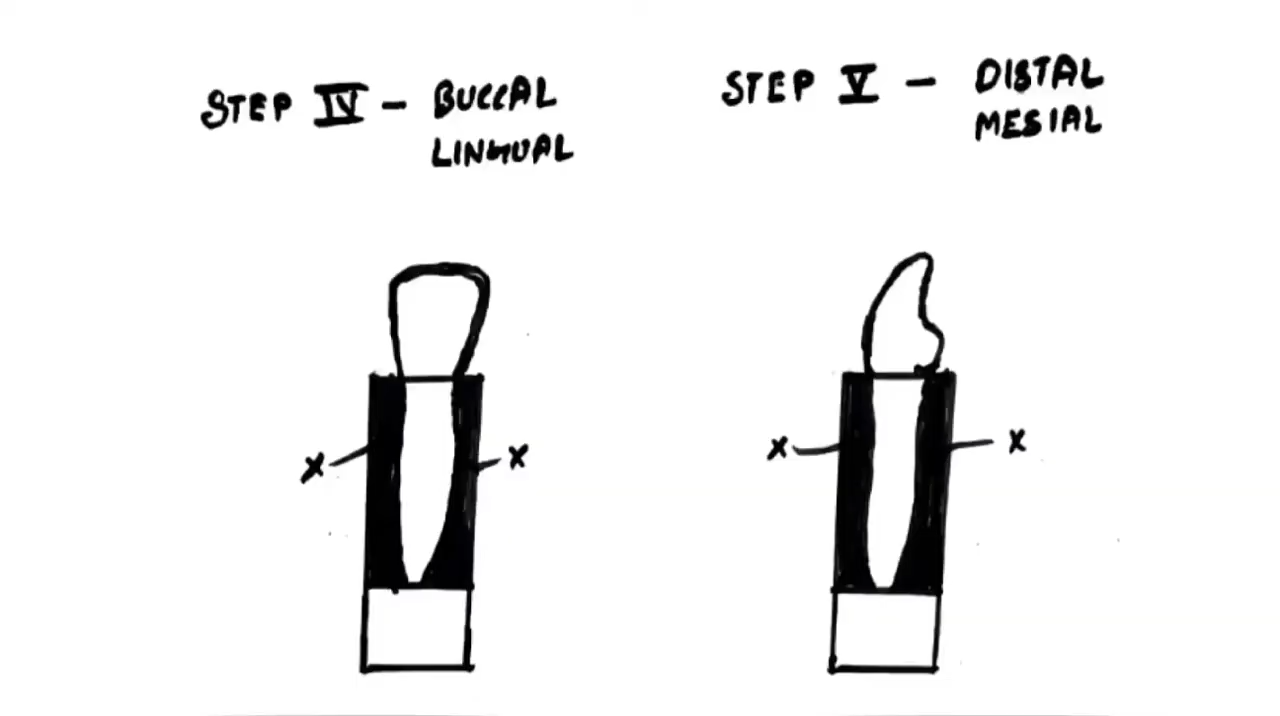 STEP IV - BUCCAL
LINGUAL
STEP V - DISTAL
MESIAL
X
X
X
X